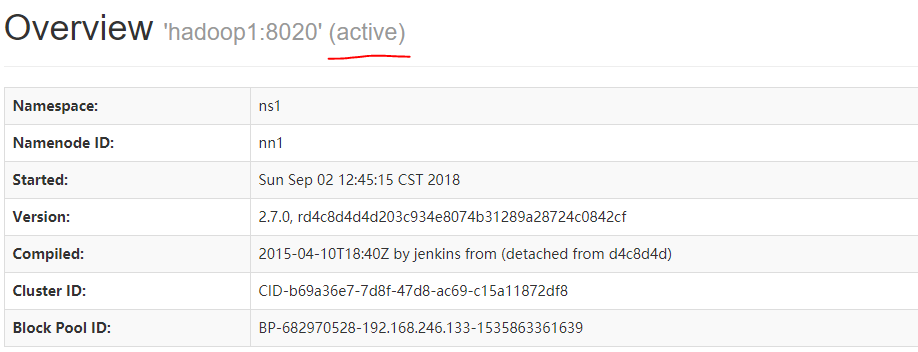 Overview 'hadoop1:8020' (active)
Namespace: ns1
Namenode ID: nn1
Started: Sun Sep 02 12:45:15 CST 2018
Version: 2.7.0, rd4c8d4d4d203c934e8074b31289a28724c0842cf
Compiled: 2015-04-10T18:40Z by jenkins from (detached from d4c8d4d)
Cluster ID: CID-b69a36e7-7d8f-47d8-ac69-c15a11872df8
Block Pool ID: BP-682970528-192.168.246.133-1535863361639